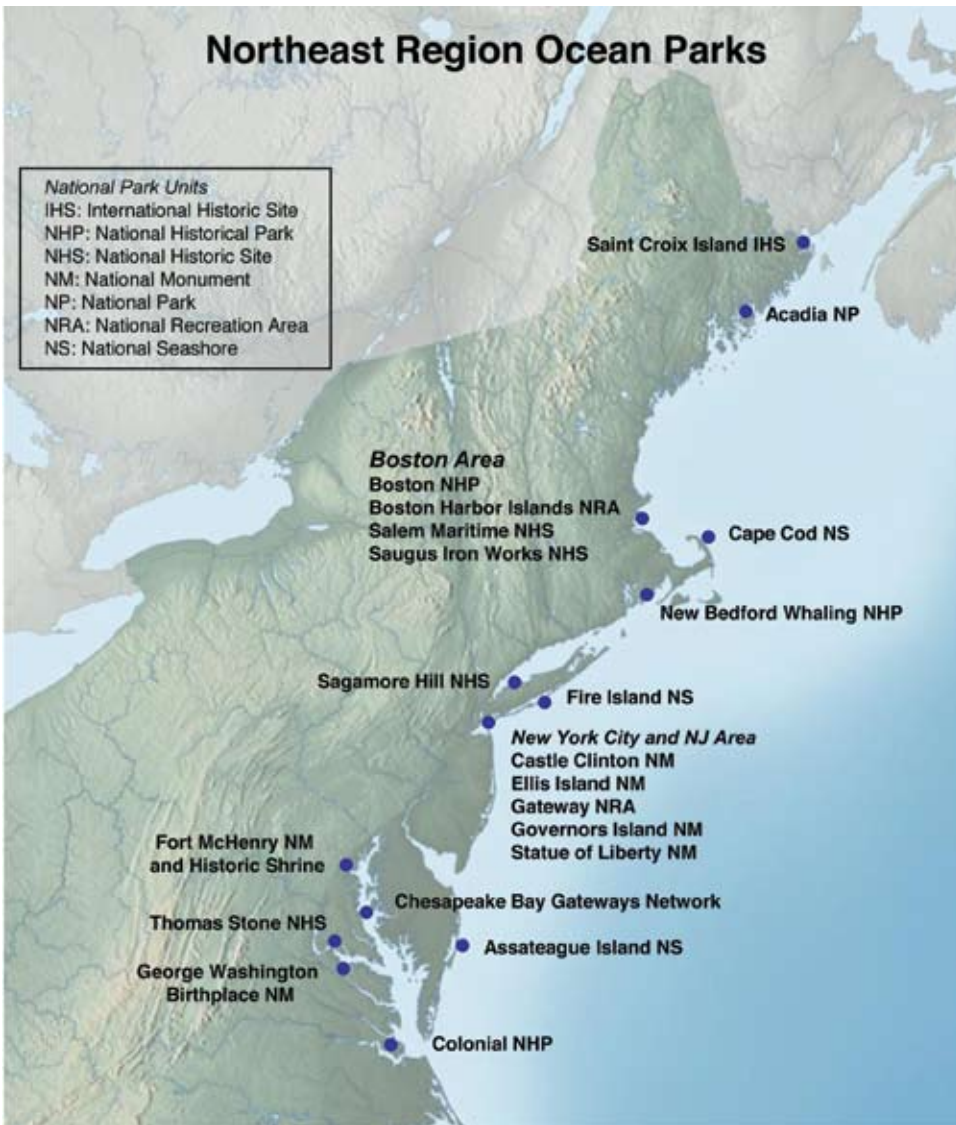 Northeast Region Ocean Parks
National Park Units
IHS: International Historic Site
NHP: National Historical Park
NHS: National Historic Site
NM: National Monument
NP: National Park
NRA: National Recreation Area
NS: National Seashore
Saint Croix Island IHS
Acadia NP
Boston Area
Boston NHP
Boston Harbor Islands NRA
Salem Maritime NHS
Saugus Iron Works NHS
Cape Cod NS
New Bedford Whaling NHP
Sagamore Hill NHS
Fire Island NS
New York City and NJ Area
Castle Clinton NM
Ellis Island NM
Gateway NRA
Governors Island NM
Statue of Liberty NM
Fort McHenry NM
and Historic Shrine
Chesapeake Bay Gateways Network
Thomas Stone NHS
Assateague Island NS
George Washington
Birthplace NM
Colonial NHP